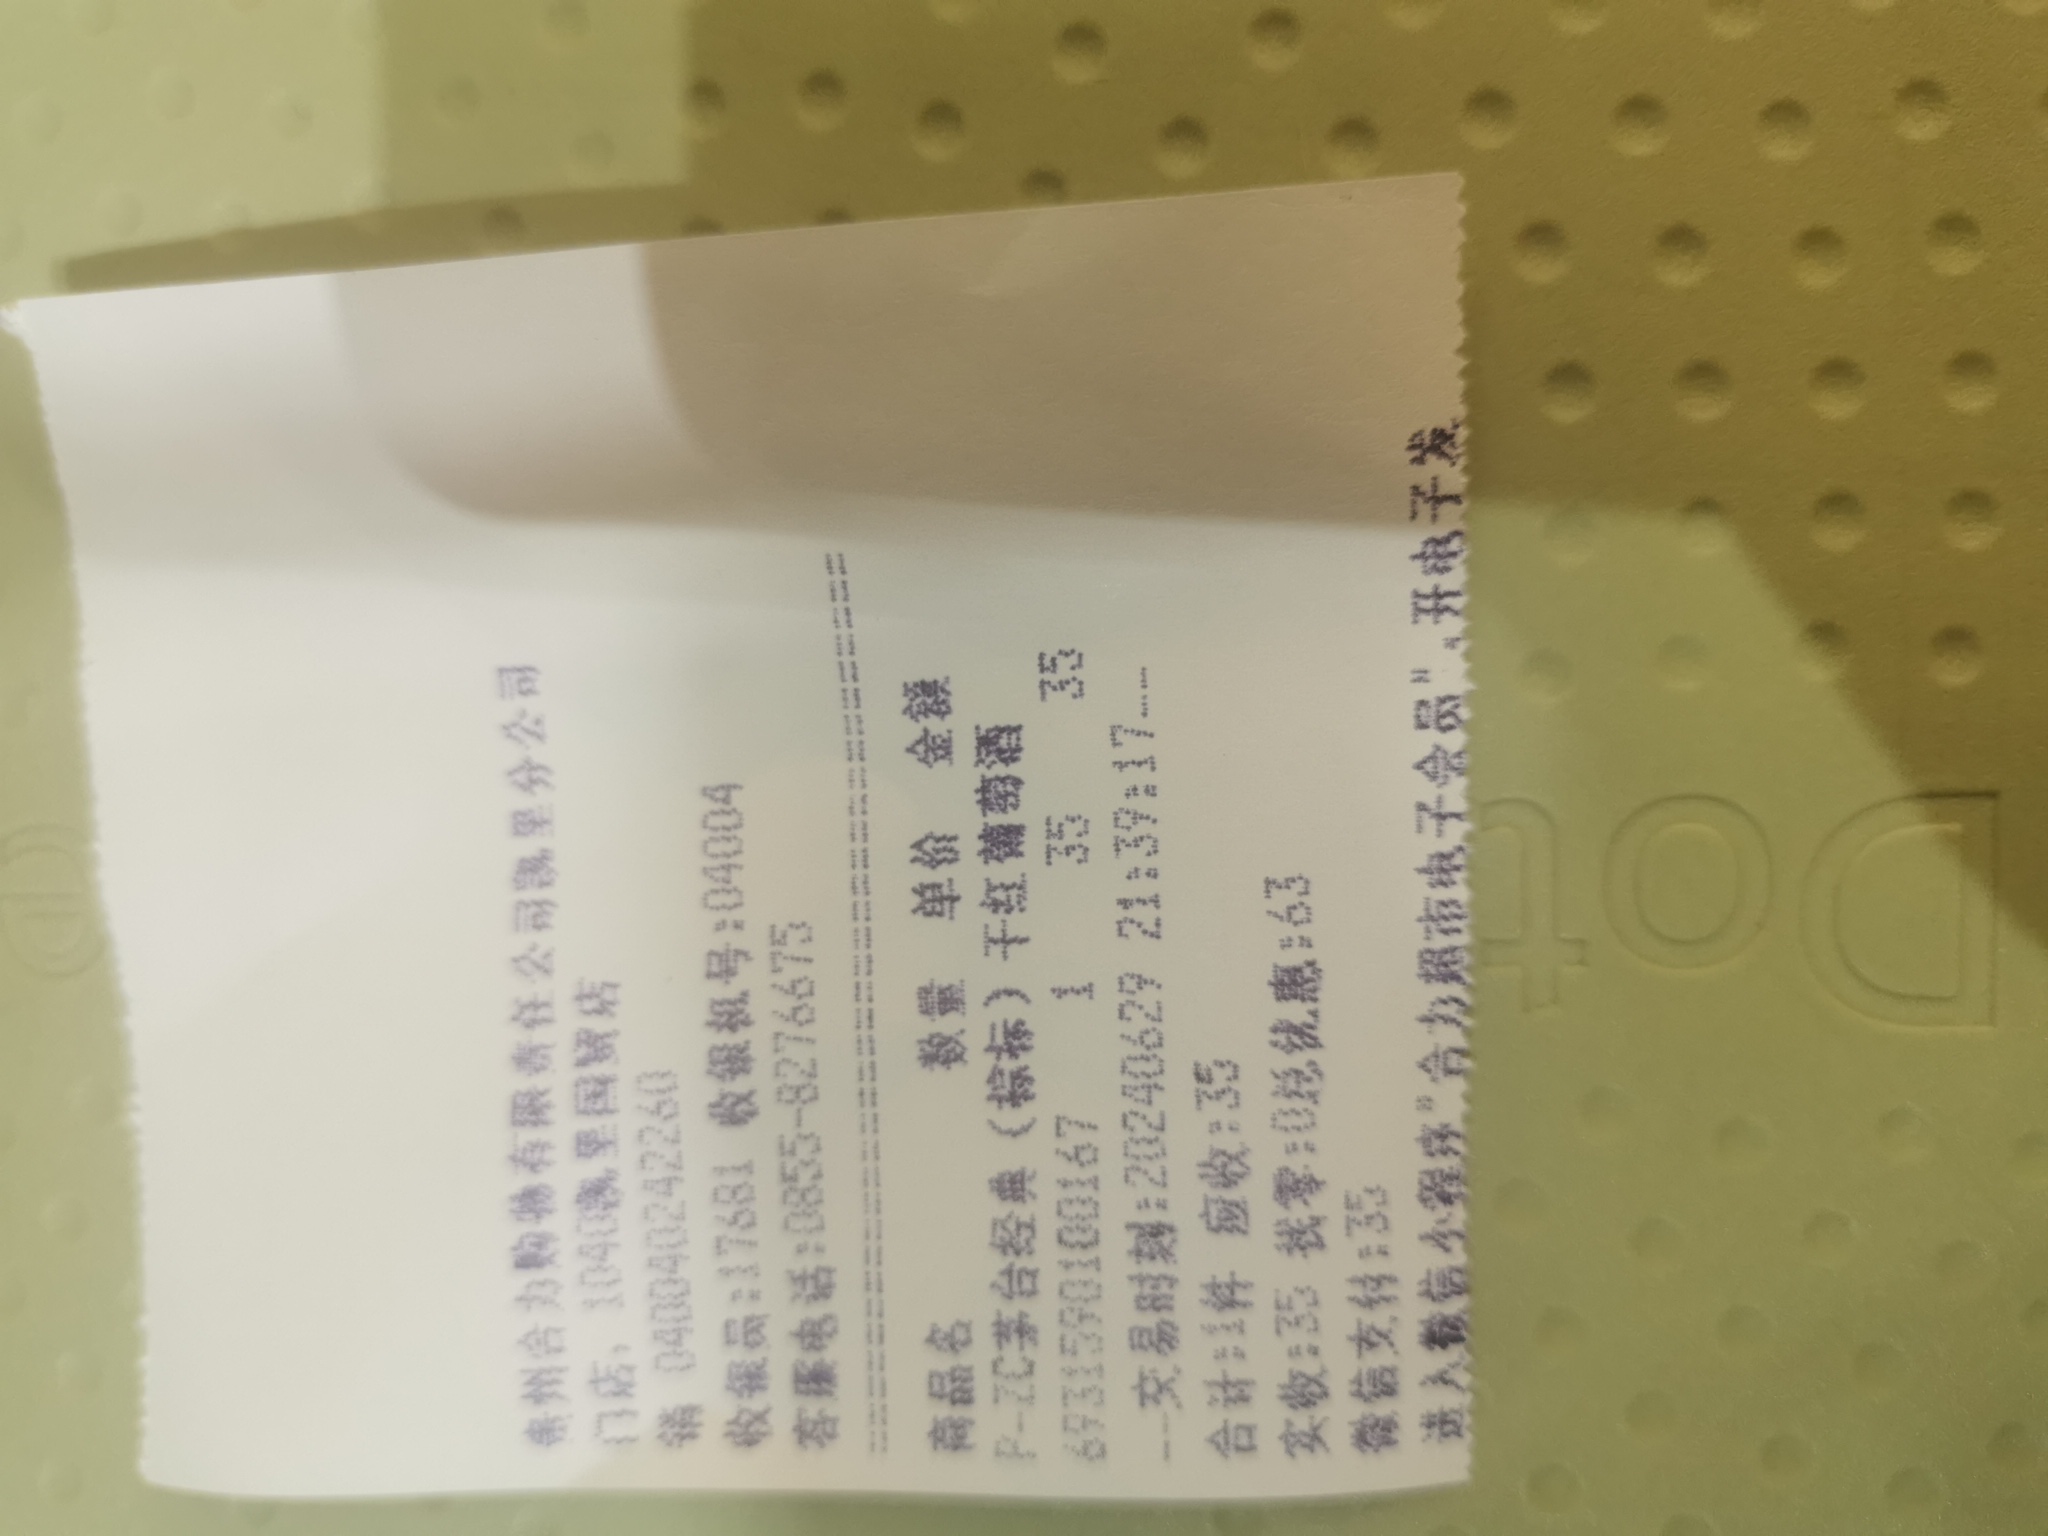 贵州合力购物有限责任公司凯里分公司
门店: 1040凯里国贸店
销 040040242260
收银员:17681 收银机号:04004
客服电话:0855-8276675
商品名 数量 单价 金额
P-ZC茅台经典(棕标)干红葡萄酒
6931590100167 1 35 35
---交易时刻:20240629 21:39:17---
合计:1件 应收:35
实收:35 找零:0总优惠:63
微信支付:35
进入微信小程序"合力超市电子会员",开电子发
Dot